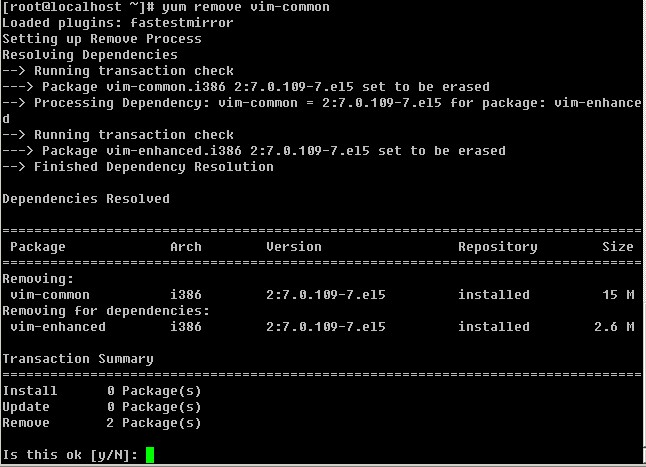 [root@localhost ~]# yum remove vim-common
Loaded plugins: fastestmirror
Setting up Remove Process
Resolving Dependencies
--> Running transaction check
---> Package vim-common.i386 2:7.0.109-7.el5 set to be erased
--> Processing Dependency: vim-common = 2:7.0.109-7.el5 for package: vim-enhance
d
--> Running transaction check
---> Package vim-enhanced.i386 2:7.0.109-7.el5 set to be erased
--> Finished Dependency Resolution
Dependencies Resolved
================================================================================
Package Arch Version Repository Size
================================================================================
Removing:
vim-common i386 2:7.0.109-7.el5 installed 15 M
Removing for dependencies:
vim-enhanced i386 2:7.0.109-7.el5 installed 2.6 M
Transaction Summary
================================================================================
Install 0 Package(s)
Update 0 Package(s)
Remove 2 Package(s)
Is this ok [y/N]: